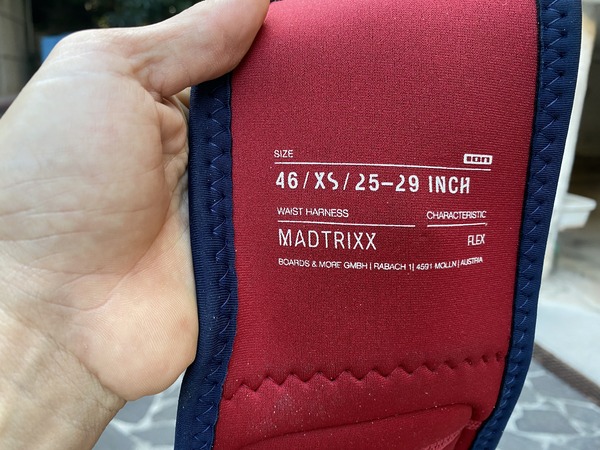 SIZE ION
46/XS/25–29 INCH
WAIST HARNESS CHARACTERISTIC
MADTRIXX FLEX
BOARDS & MORE GMBH | RABACH 1 | 4591 MOLLN | AUSTRIA